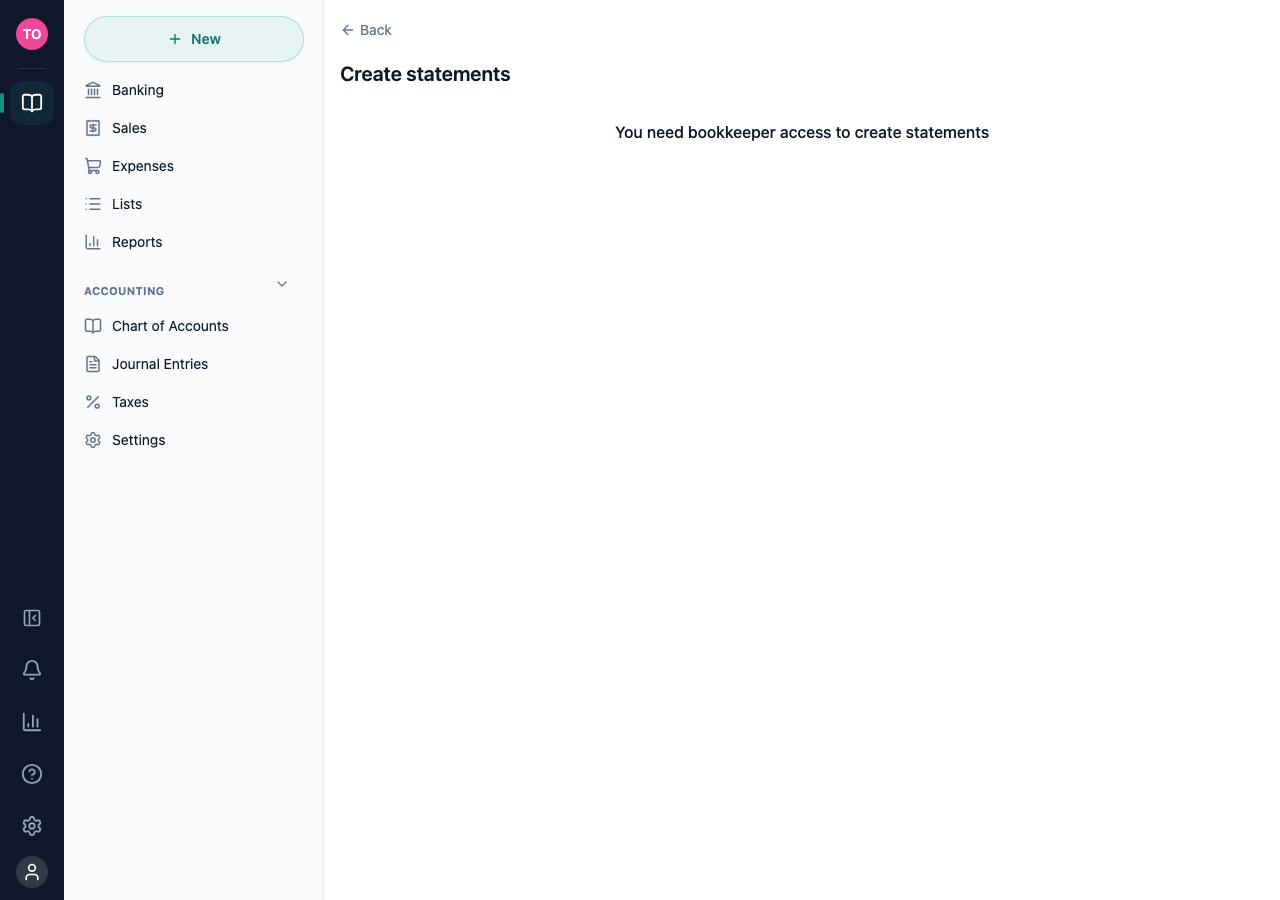 TO
New
Banking
Sales
Expenses
Lists
Reports
ACCOUNTING
Chart of Accounts
Journal Entries
Taxes
Settings
Back
Create statements
You need bookkeeper access to create statements